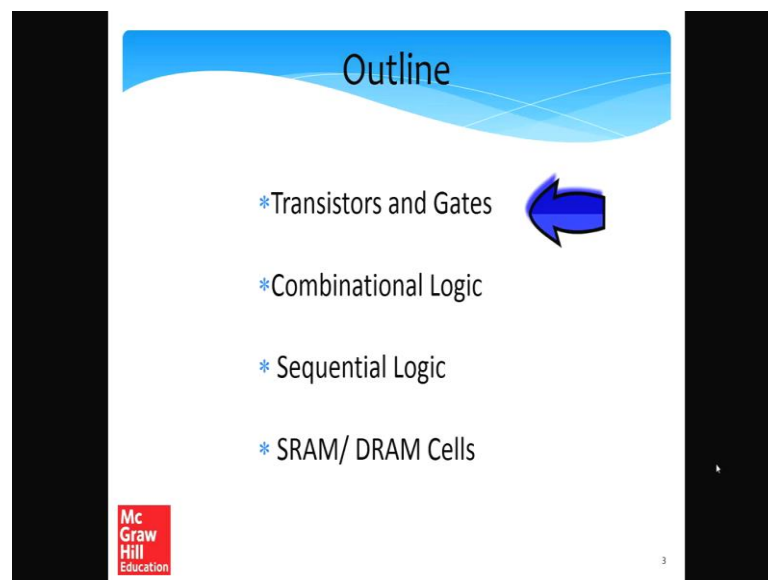 Outline
*Transistors and Gates
*Combinational Logic
* Sequential Logic
* SRAM/ DRAM Cells
Mc
Graw
Hill
Education
3